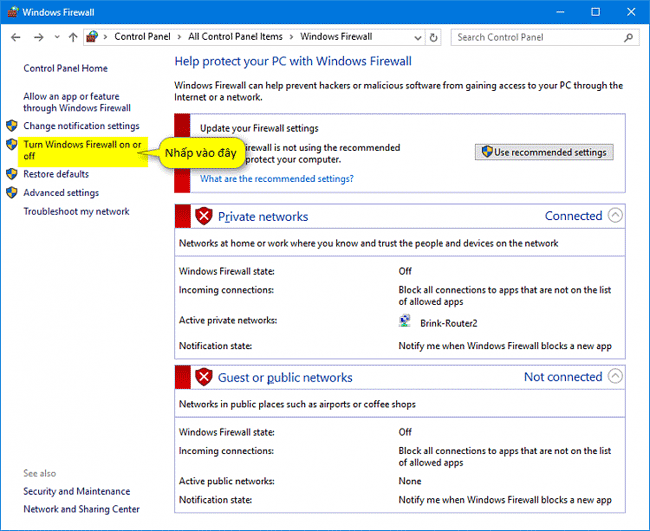 Windows Firewall
Control Panel > All Control Panel Items > Windows Firewall
Search Control Panel
Control Panel Home
Allow an app or feature
through Windows Firewall
Change notification settings
Turn Windows Firewall on or
off
Nhấp vào đây
Restore defaults
Advanced settings
Troubleshoot my network
See also
Security and Maintenance
Network and Sharing Center
Help protect your PC with Windows Firewall
Windows Firewall can help prevent hackers or malicious software from gaining access to your PC through the
Internet or a network.
Update your Firewall settings
irewall is not using the recommended
protect your computer.
Use recommended settings
What are the recommended settings?
Private networks Connected
Networks at home or work where you know and trust the people and devices on the network
Windows Firewall state: Off
Incoming connections: Block all connections to apps that are not on the list
of allowed apps
Active private networks: Brink-Router2
Notification state: Notify me when Windows Firewall blocks a new app
Guest or public networks Not connected
Networks in public places such as airports or coffee shops
Windows Firewall state: Off
Incoming connections: Block all connections to apps that are not on the list
of allowed apps
Active public networks: None
Notification state: Notify me when Windows Firewall blocks a new app